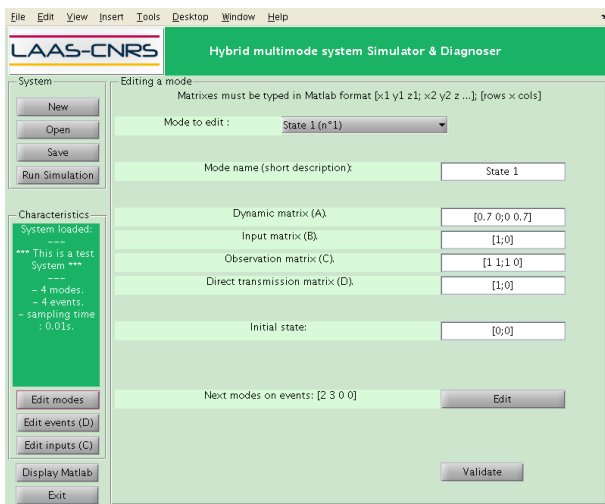 File Edit View Insert Tools Desktop Window Help
LAAS-CNRS
Hybrid multimode system Simulator & Diagnoser
System
New
Open
Save
Run Simulation
Characteristics
System loaded:
---
*** This is a test
System ***
---
- 4 modes.
- 4 events.
- sampling time
: 0.01s.
Edit modes
Edit events (D)
Edit inputs (C)
Display Matlab
Exit
Editing a mode
Matrixes must be typed in Matlab format [x1 y1 z1; x2 y2 z ...]; [rows x cols]
Mode to edit : State 1 (n°1)
Mode name (short description): State 1
Dynamic matrix (A). [0.7 0;0 0.7]
Input matrix (B). [1;0]
Observation matrix (C). [1 1;1 0]
Direct transmission matrix (D). [1;0]
Initial state: [0;0]
Next modes on events: [2 3 0 0] Edit
Validate